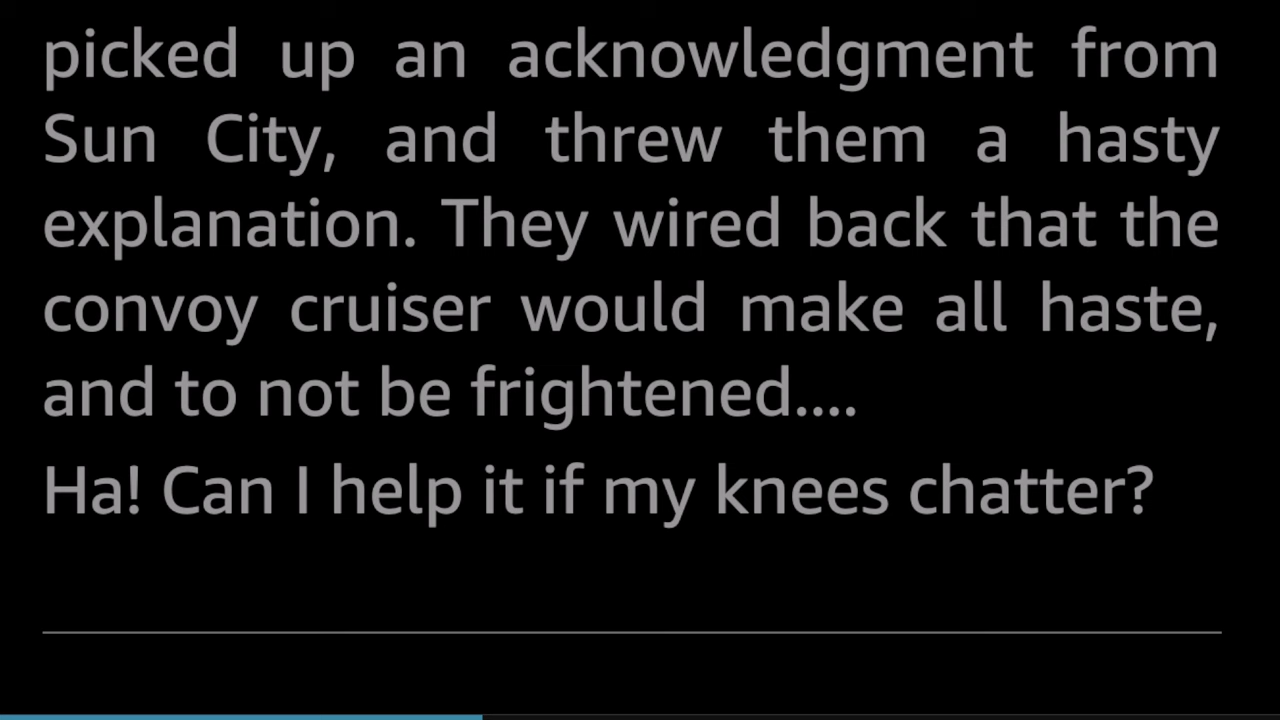 picked up an acknowledgment from
Sun City, and threw them a hasty
explanation. They wired back that the
convoy cruiser would make all haste,
and to not be frightened....
Ha! Can I help it if my knees chatter?